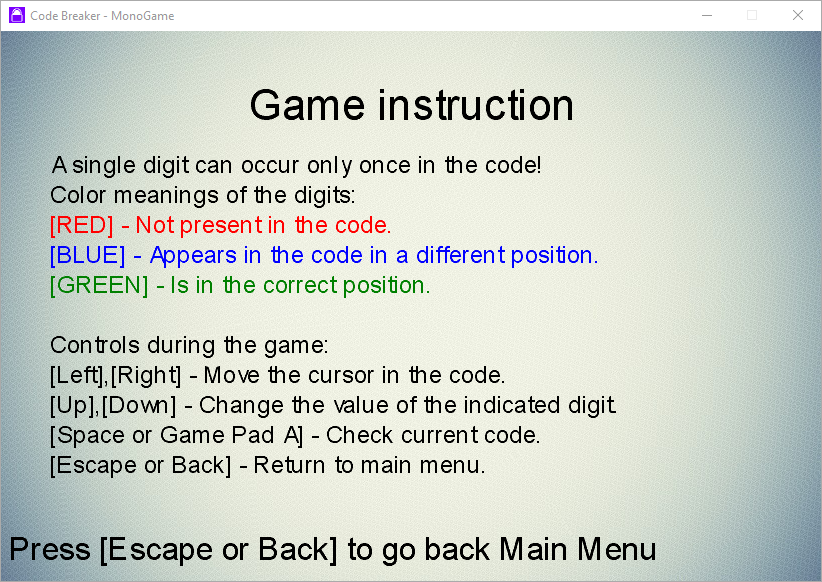 Code Breaker - MonoGame
Game instruction
A single digit can occur only once in the code!
Color meanings of the digits:
[RED] - Not present in the code.
[BLUE] - Appears in the code in a different position.
[GREEN] - Is in the correct position.
Controls during the game:
[Left],[Right] - Move the cursor in the code.
[Up],[Down] - Change the value of the indicated digit.
[Space or Game Pad A] - Check current code.
[Escape or Back] - Return to main menu.
Press [Escape or Back] to go back Main Menu